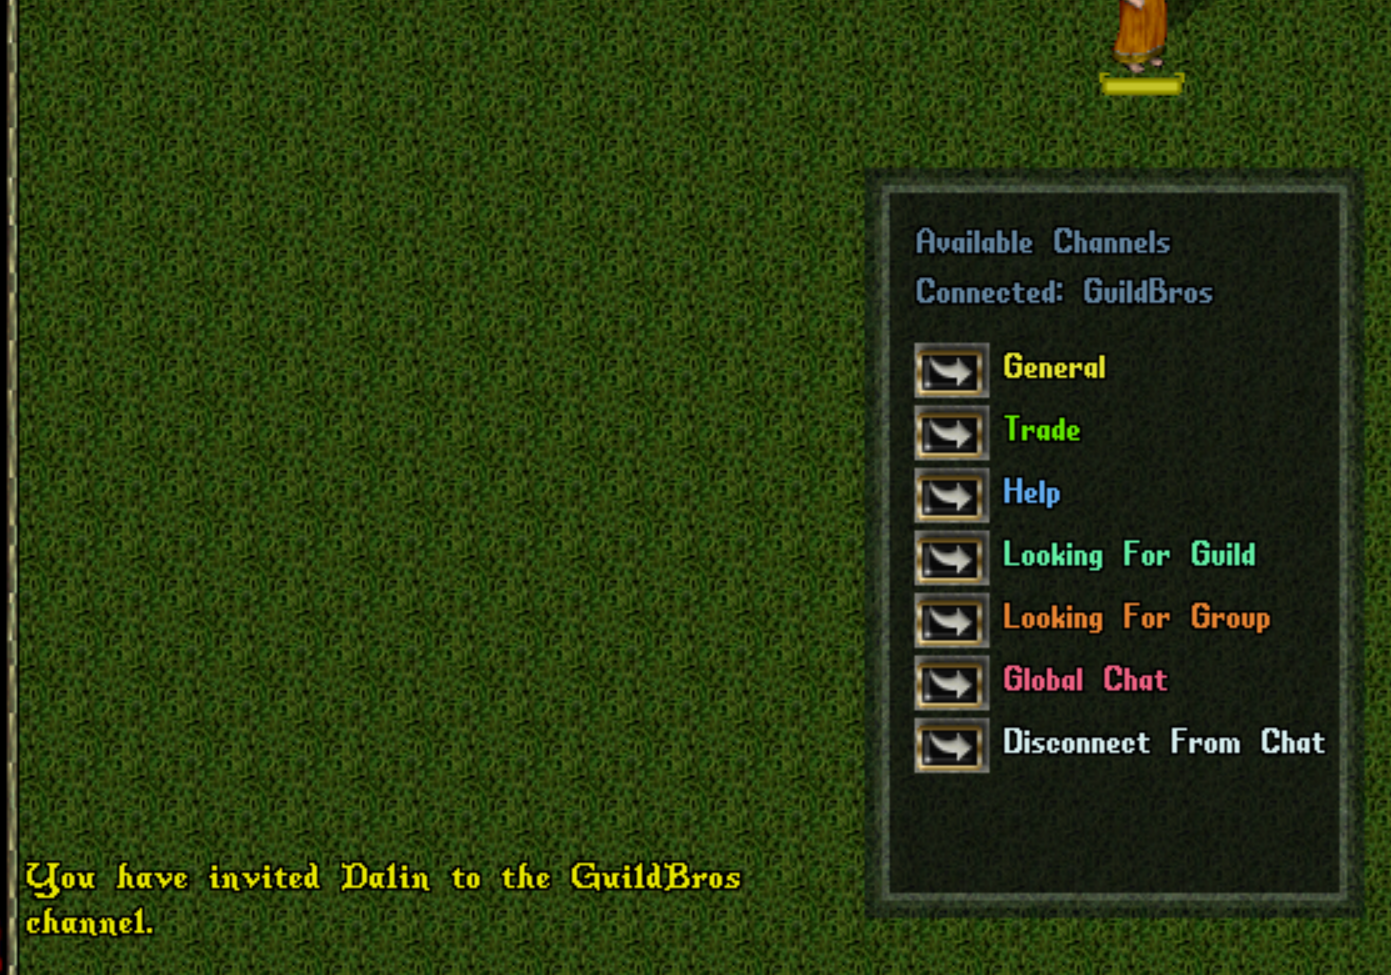 Available Channels
Connected: GuildBros
General
Trade
Help
Looking For Guild
Looking For Group
Global Chat
Disconnect From Chat
You have invited Dalin to the GuildBros
channel.